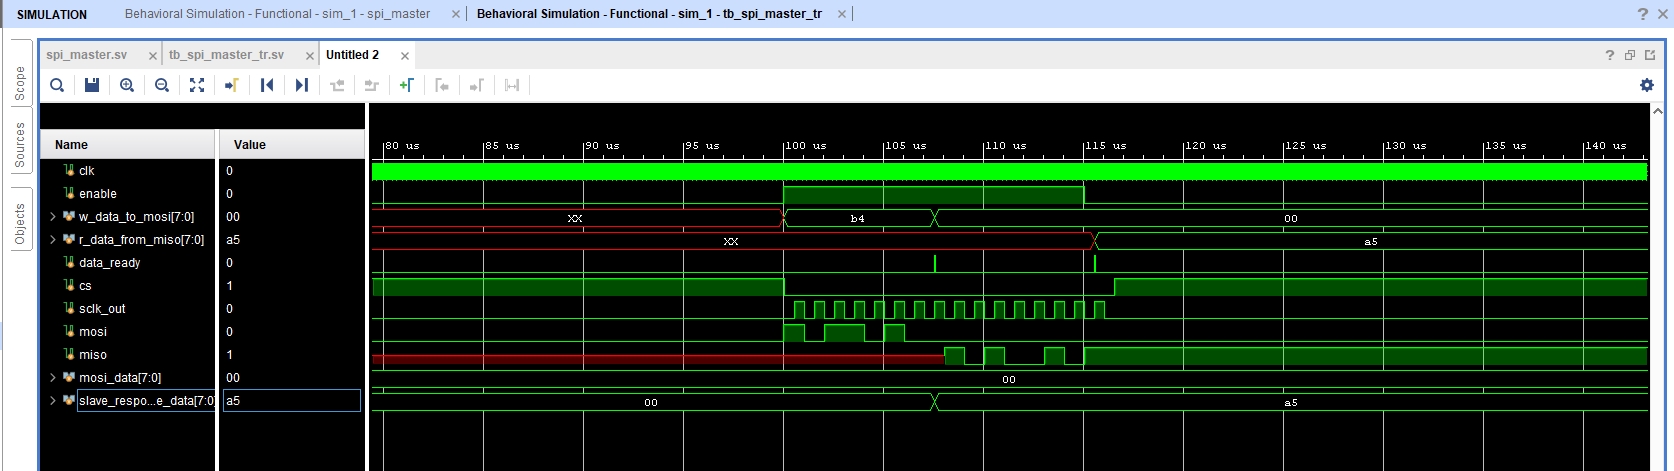 SIMULATION Behavioral Simulation - Functional - sim_1 - spi_master Behavioral Simulation - Functional - sim_1 - tb_spi_master_tr
Scope
Sources
Objects
spi_master.sv tb_spi_master_tr.sv Untitled 2
Name Value
80 us 85 us 90 us 95 us 100 us 105 us 110 us 115 us 120 us 125 us 130 us 135 us 140 us
clk 0
enable 0
w_data_to_mosi[7:0] 00 XX b4 00
r_data_from_miso[7:0] a5 XX a5
data_ready 0
cs 1
sclk_out 0
mosi 0
miso 1
mosi_data[7:0] 00 00
slave_respo...e_data[7:0] a5 00 a5